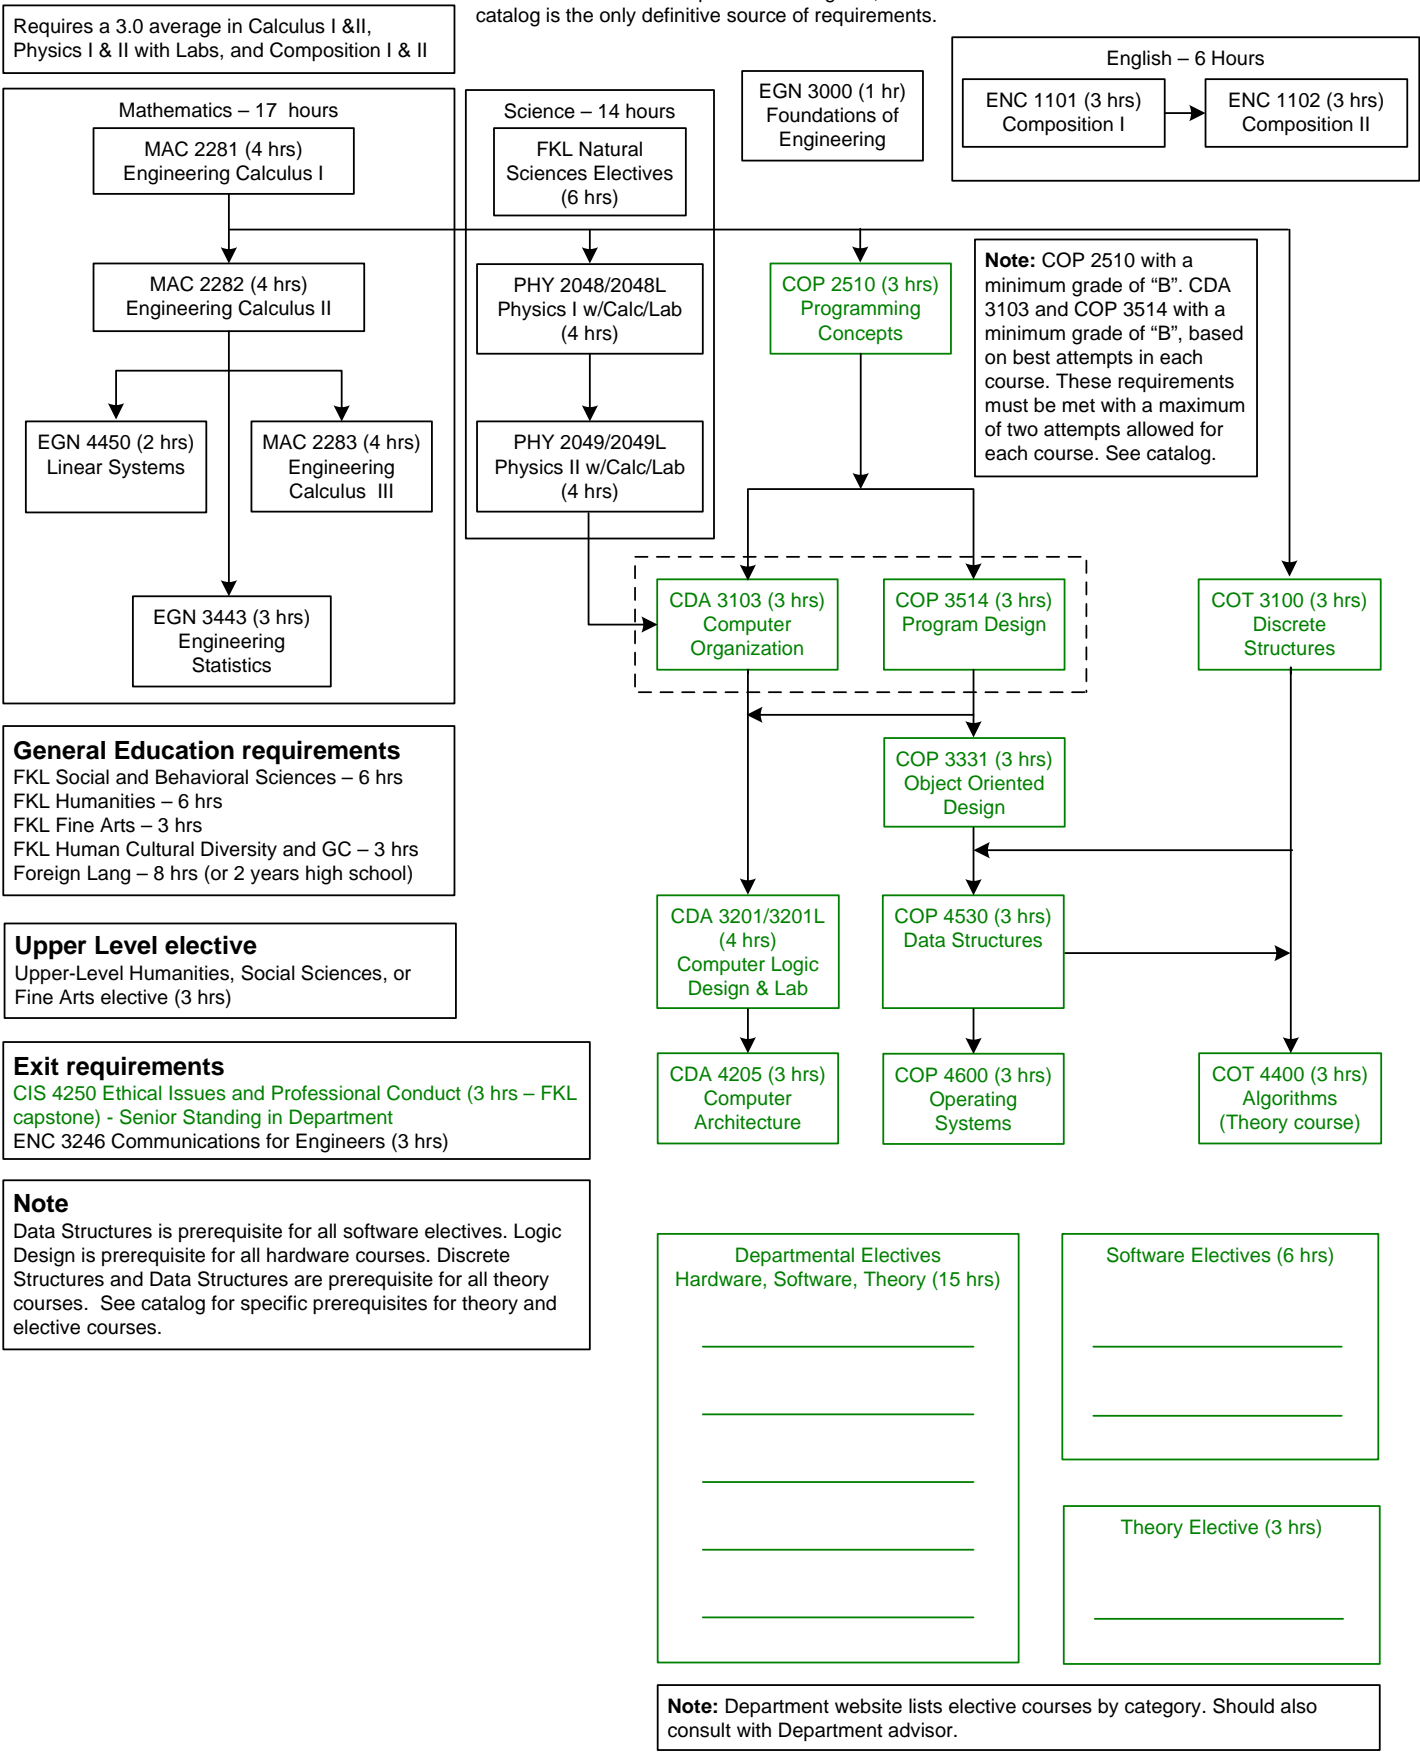 catalog is the only definitive source of requirements.
Requires a 3.0 average in Calculus I &II,
Physics I & II with Labs, and Composition I & II
English – 6 Hours
ENC 1101 (3 hrs)
Composition I
ENC 1102 (3 hrs)
Composition II
EGN 3000 (1 hr)
Foundations of
Engineering
Mathematics – 17  hours
MAC 2281 (4 hrs)
Engineering Calculus I
Science – 14 hours
FKL Natural
Sciences Electives
(6 hrs)
MAC 2282 (4 hrs)
Engineering Calculus II
PHY 2048/2048L
Physics I w/Calc/Lab
(4 hrs)
COP 2510 (3 hrs)
Programming
Concepts
Note: COP 2510 with a
minimum grade of “B”. CDA
3103 and COP 3514 with a
minimum grade of “B”, based
on best attempts in each
course. These requirements
must be met with a maximum
of two attempts allowed for
each course. See catalog.
EGN 4450 (2 hrs)
Linear Systems
MAC 2283 (4 hrs)
Engineering
Calculus  III
PHY 2049/2049L
Physics II w/Calc/Lab
(4 hrs)
EGN 3443 (3 hrs)
Engineering
Statistics
CDA 3103 (3 hrs)
Computer
Organization
COP 3514 (3 hrs)
Program Design
COT 3100 (3 hrs)
Discrete
Structures
General Education requirements
FKL Social and Behavioral Sciences – 6 hrs
FKL Humanities – 6 hrs
FKL Fine Arts – 3 hrs
FKL Human Cultural Diversity and GC – 3 hrs
Foreign Lang – 8 hrs (or 2 years high school)
COP 3331 (3 hrs)
Object Oriented
Design
Upper Level elective
Upper-Level Humanities, Social Sciences, or
Fine Arts elective (3 hrs)
CDA 3201/3201L
(4 hrs)
Computer Logic
Design & Lab
COP 4530 (3 hrs)
Data Structures
Exit requirements
CIS 4250 Ethical Issues and Professional Conduct (3 hrs – FKL
capstone) - Senior Standing in Department
ENC 3246 Communications for Engineers (3 hrs)
CDA 4205 (3 hrs)
Computer
Architecture
COP 4600 (3 hrs)
Operating
Systems
COT 4400 (3 hrs)
Algorithms
(Theory course)
Note
Data Structures is prerequisite for all software electives. Logic
Design is prerequisite for all hardware courses. Discrete
Structures and Data Structures are prerequisite for all theory
courses.  See catalog for specific prerequisites for theory and
elective courses.
Departmental Electives
Hardware, Software, Theory (15 hrs)
Software Electives (6 hrs)
Theory Elective (3 hrs)
Note: Department website lists elective courses by category. Should also
consult with Department advisor.